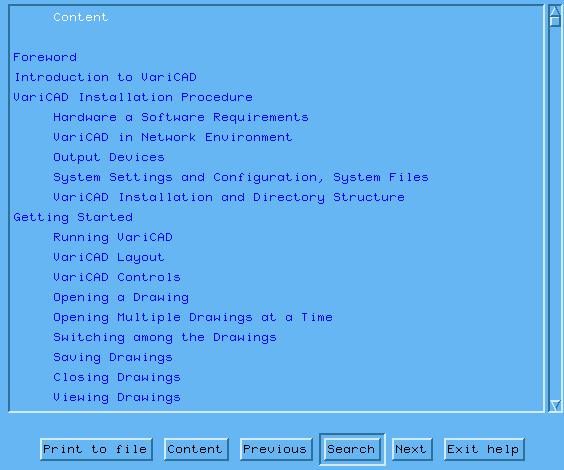 Content
Foreword
Introduction to VariCAD
VariCAD Installation Procedure
Hardware a Software Requirements
VariCAD in Network Environment
Output Devices
System Settings and Configuration, System Files
VariCAD Installation and Directory Structure
Getting Started
Running VariCAD
VariCAD Layout
VariCAD Controls
Opening a Drawing
Opening Multiple Drawings at a Time
Switching among the Drawings
Saving Drawings
Closing Drawings
Viewing Drawings
Print to file Content Previous Search Next Exit help